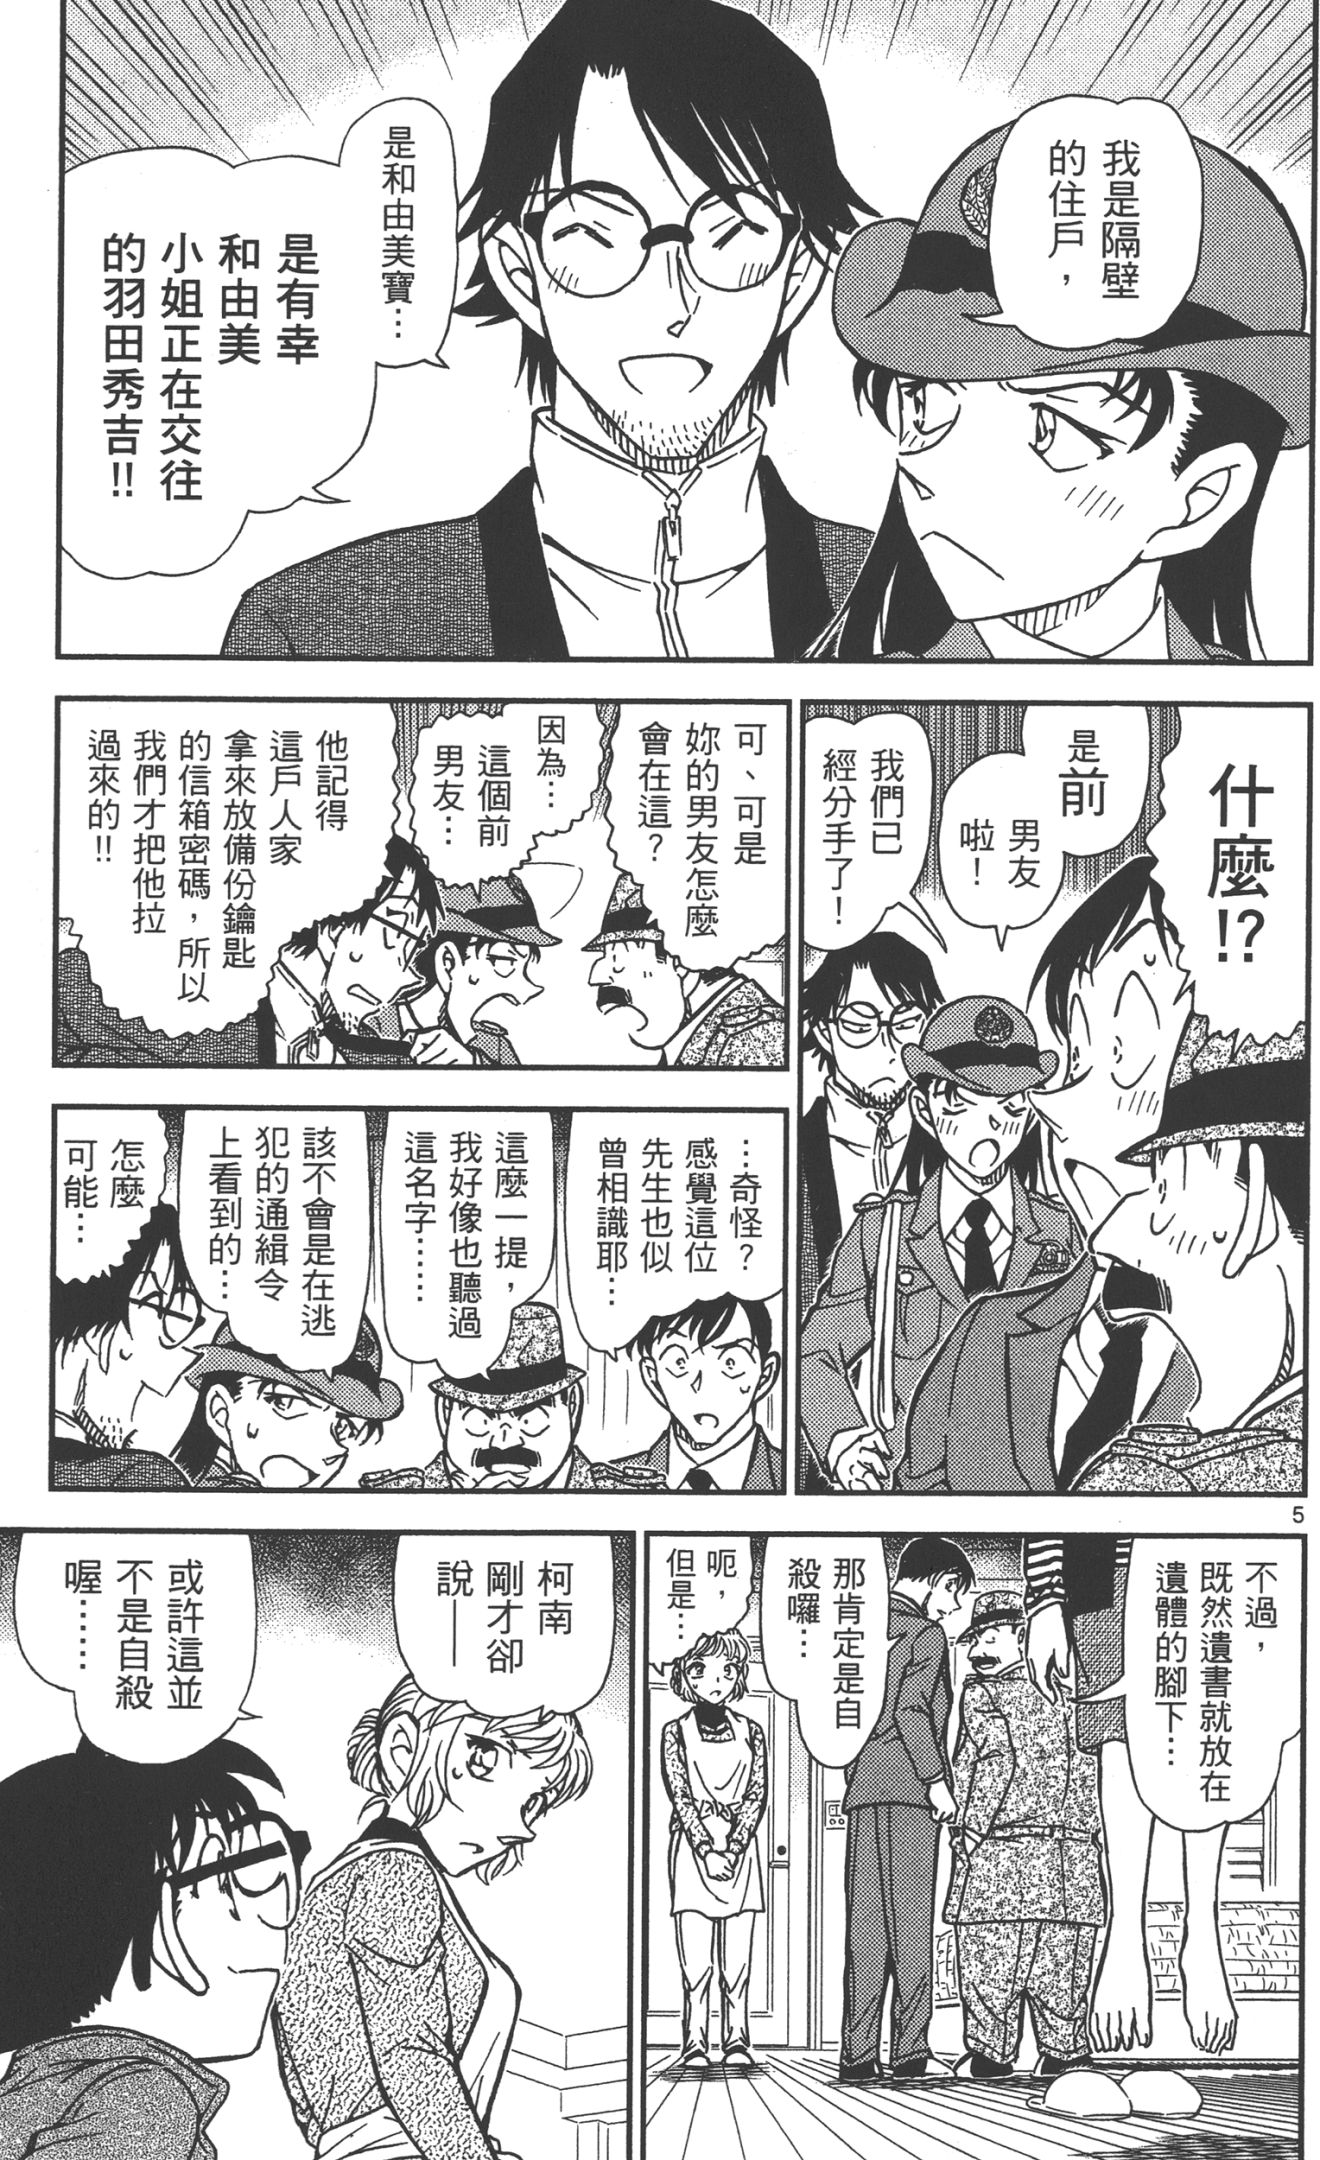 我是隔壁
的住戶，
是和由美寶…
是有幸
和由美
小姐正在交往
的羽田秀吉!!
什麼!?
是前
男友
啦！
我們已
經分手了！
可、可是
妳的男友怎麼
會在這？
因為…
這個前
男友…
他記得
這戶人家
拿來放備份鑰匙
的信箱密碼，所以
我們才把他拉
過來的!!
…奇怪？
感覺這位
先生也似
曾相識耶…
這麼一提，
我好像也聽過
這名字……
該不會是在逃
犯的通緝令
上看到的…
怎麼
可能…
5
不過，
既然遺書就放在
遺體的腳下…
那肯定是自
殺囉…
呃，
但是…
柯南
剛才卻
說——
或許這並
不是自殺
喔……